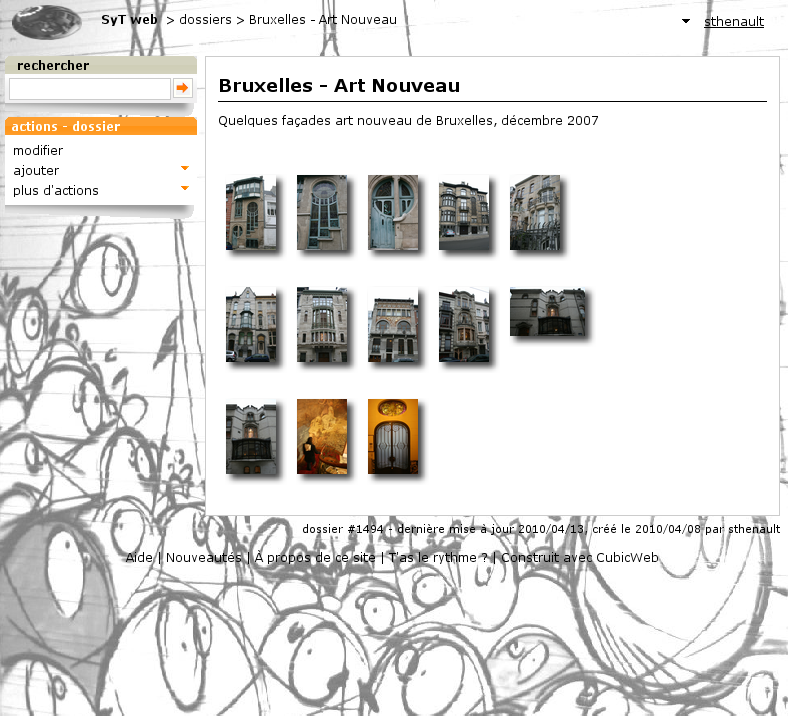 SyT web > dossiers > Bruxelles - Art Nouveau
sthenault
rechercher
actions - dossier
modifier
ajouter
plus d'actions
Bruxelles - Art Nouveau
Quelques façades art nouveau de Bruxelles, décembre 2007
dossier #1494 - dernière mise à jour 2010/04/13, créé le 2010/04/08 par sthenault
Aide | Nouveautés | À propos de ce site | T'as le rythme ? | Construit avec CubicWeb